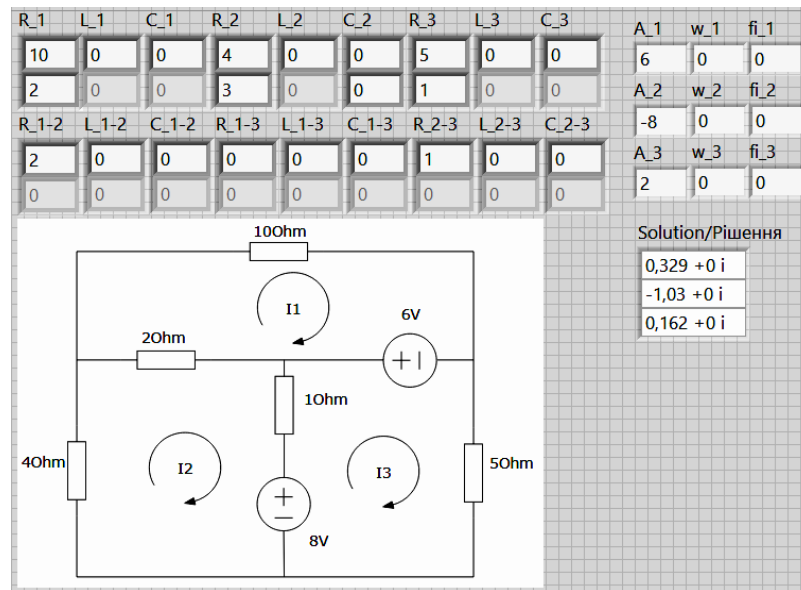 R_1 L_1 C_1 R_2 L_2 C_2 R_3 L_3 C_3
10 0 0 4 0 0 5 0 0
2 0 0 3 0 0 1 0 0
R_1-2 L_1-2 C_1-2 R_1-3 L_1-3 C_1-3 R_2-3 L_2-3 C_2-3
2 0 0 0 0 0 1 0 0
0 0 0 0 0 0 0 0 0
A_1 w_1 fi_1
6 0 0
A_2 w_2 fi_2
-8 0 0
A_3 w_3 fi_3
2 0 0
Solution/Рішення
0,329 +0 i
-1,03 +0 i
0,162 +0 i
10Ohm
I1
6V
2Ohm
+
1Ohm
4Ohm
I2
I3
5Ohm
+
8V